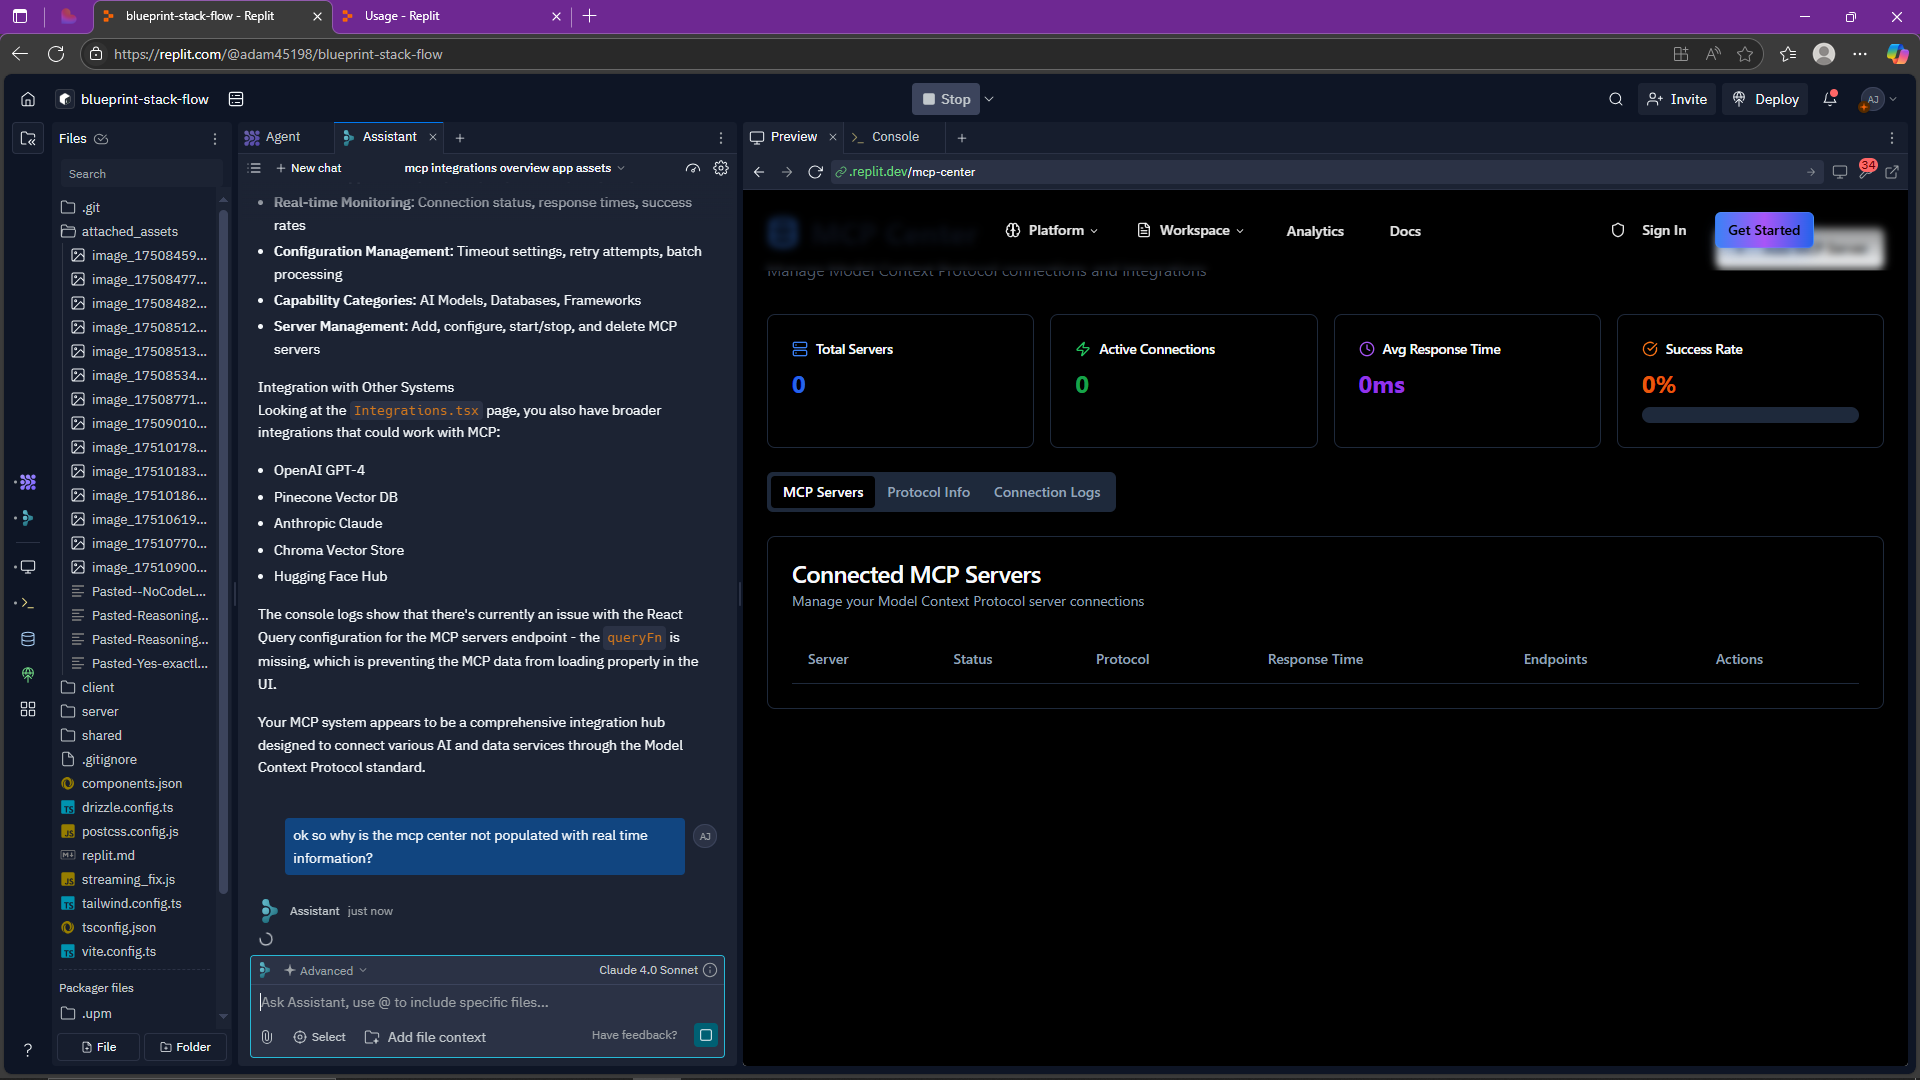 blueprint-stack-flow - Replit
Usage - Replit
https://replit.com/@adam45198/blueprint-stack-flow
blueprint-stack-flow
Stop
Invite
Deploy
AJ
Files
Search
.git
attached_assets
image_17508459...
image_17508477...
image_17508482...
image_17508512...
image_17508513...
image_17508534...
image_17508771...
image_17509010...
image_17510178...
image_17510183...
image_17510186...
image_17510619...
image_17510770...
image_17510900...
Pasted--NoCodeL...
Pasted-Reasoning...
Pasted-Reasoning...
Pasted-Yes-exactl...
client
server
shared
.gitignore
components.json
drizzle.config.ts
postcss.config.js
replit.md
streaming_fix.js
tailwind.config.ts
tsconfig.json
vite.config.ts
Packager files
.upm
File
Folder
Agent
Assistant
New chat
mcp integrations overview app assets
Real-time Monitoring: Connection status, response times, success
rates
Configuration Management: Timeout settings, retry attempts, batch
processing
Capability Categories: AI Models, Databases, Frameworks
Server Management: Add, configure, start/stop, and delete MCP
servers
Integration with Other Systems
Looking at the Integrations.tsx page, you also have broader
integrations that could work with MCP:
OpenAI GPT-4
Pinecone Vector DB
Anthropic Claude
Chroma Vector Store
Hugging Face Hub
The console logs show that there's currently an issue with the React
Query configuration for the MCP servers endpoint - the queryFn is
missing, which is preventing the MCP data from loading properly in the
UI.
Your MCP system appears to be a comprehensive integration hub
designed to connect various AI and data services through the Model
Context Protocol standard.
ok so why is the mcp center not populated with real time
information?
AJ
Assistant just now
Advanced
Claude 4.0 Sonnet
Ask Assistant, use @ to include specific files...
Select
Add file context
Have feedback?
Preview
Console
.replit.dev/mcp-center
34
MCP Center
Platform
Workspace
Analytics
Docs
Sign In
Get Started
Manage Model Context Protocol connections and integrations
Total Servers
0
Active Connections
0
Avg Response Time
0ms
Success Rate
0%
MCP Servers
Protocol Info
Connection Logs
Connected MCP Servers
Manage your Model Context Protocol server connections
Server
Status
Protocol
Response Time
Endpoints
Actions